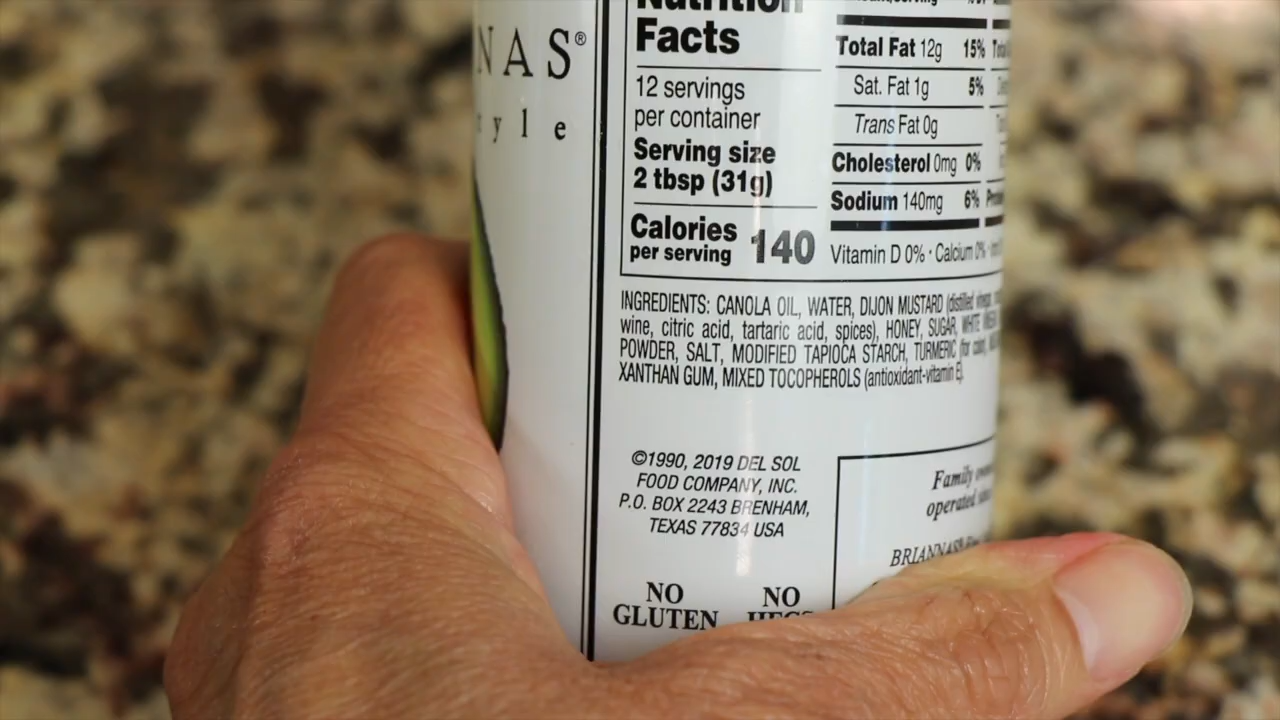 NAS®
yle
Nutrition
Facts
12 servings
per container
Serving size
2 tbsp (31g)
Calories
per serving 140
Total Fat 12g 15%
Sat. Fat 1g 5%
Trans Fat 0g
Cholesterol 0mg 0%
Sodium 140mg 6%
Vitamin D 0% · Calcium 0% ·
INGREDIENTS: CANOLA OIL, WATER, DIJON MUSTARD (distilled vinegar,
wine, citric acid, tartaric acid, spices), HONEY, SUGAR, WHITE
POWDER, SALT, MODIFIED TAPIOCA STARCH, TURMERIC (for color),
XANTHAN GUM, MIXED TOCOPHEROLS (antioxidant-vitamin E).
©1990, 2019 DEL SOL
FOOD COMPANY, INC.
P.O. BOX 2243 BRENHAM,
TEXAS 77834 USA
Family
operated
BRIANNAS®
NO
GLUTEN
NO